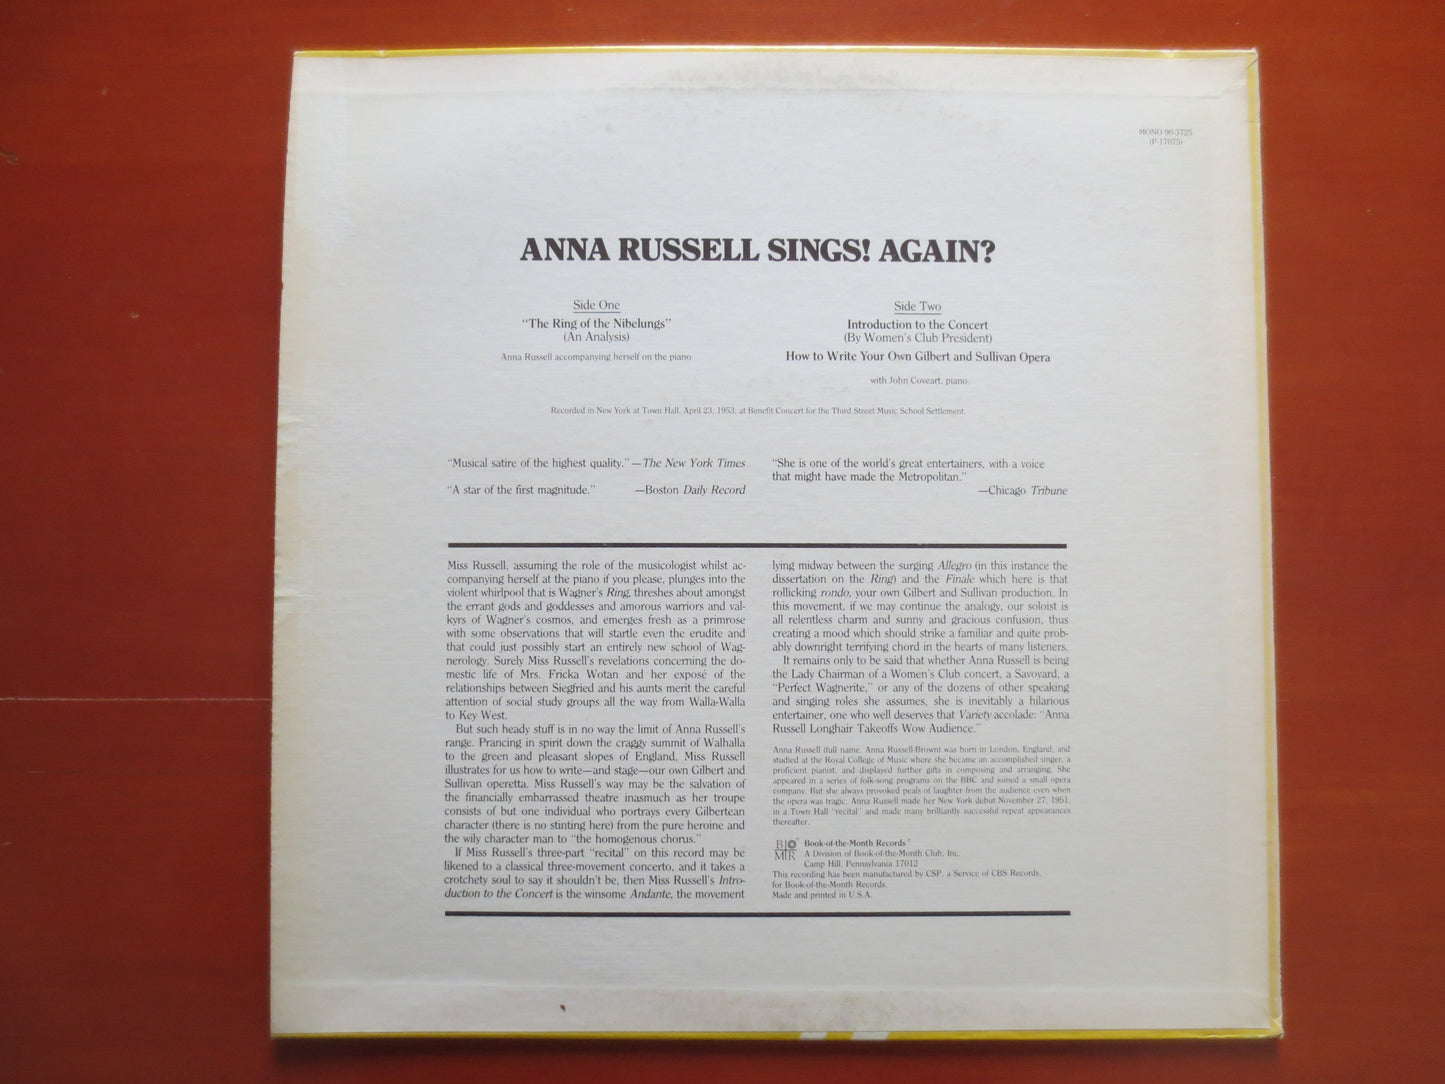 MONO 90-3725
(P-17075)
ANNA RUSSELL SINGS! AGAIN?
Side One
"The Ring of the Nibelungs"
(An Analysis)
Anna Russell accompanying herself on the piano
Side Two
Introduction to the Concert
(By Women's Club President)
How to Write Your Own Gilbert and Sullivan Opera
with John Coveart, piano.
Recorded in New York at Town Hall, April 23, 1953, at Benefit Concert for the Third Street Music School Settlement.
"Musical satire of the highest quality."—The New York Times
"A star of the first magnitude." —Boston Daily Record
"She is one of the world's great entertainers, with a voice
that might have made the Metropolitan."
—Chicago Tribune
Miss Russell, assuming the role of the musicologist whilst ac-
companying herself at the piano if you please, plunges into the
violent whirlpool that is Wagner's Ring, threshes about amongst
the errant gods and goddesses and amorous warriors and val-
kyrs of Wagner's cosmos, and emerges fresh as a primrose
with some observations that will startle even the erudite and
that could just possibly start an entirely new school of Wag-
nerology. Surely Miss Russell's revelations concerning the do-
mestic life of Mrs. Fricka Wotan and her exposé of the
relationships between Siegfried and his aunts merit the careful
attention of social study groups all the way from Walla-Walla
to Key West.
But such heady stuff is in no way the limit of Anna Russell's
range. Prancing in spirit down the craggy summit of Walhalla
to the green and pleasant slopes of England, Miss Russell
illustrates for us how to write—and stage—our own Gilbert and
Sullivan operetta. Miss Russell's way may be the salvation of
the financially embarrassed theatre inasmuch as her troupe
consists of but one individual who portrays every Gilbertean
character (there is no stinting here) from the pure heroine and
the wily character man to "the homogenous chorus."
If Miss Russell's three-part "recital" on this record may be
likened to a classical three-movement concerto, and it takes a
crotchety soul to say it shouldn't be, then Miss Russell's Intro-
duction to the Concert is the winsome Andante, the movement
lying midway between the surging Allegro (in this instance the
dissertation on the Ring) and the Finale which here is that
rollicking rondo, your own Gilbert and Sullivan production. In
this movement, if we may continue the analogy, our soloist is
all relentless charm and sunny and gracious confusion, thus
creating a mood which should strike a familiar and quite prob-
ably downright terrifying chord in the hearts of many listeners.
It remains only to be said that whether Anna Russell is being
the Lady Chairman of a Women's Club concert, a Savoyard, a
"Perfect Wagnerite," or any of the dozens of other speaking
and singing roles she assumes, she is inevitably a hilarious
entertainer, one who well deserves that Variety accolade: "Anna
Russell Longhair Takeoffs Wow Audience."
Anna Russell (full name, Anna Russell-Brown) was born in London, England, and
studied at the Royal College of Music where she became an accomplished singer, a
proficient pianist, and displayed further gifts in composing and arranging. She
appeared in a series of folk-song programs on the BBC and joined a small opera
company. But she always provoked peals of laughter from the audience even when
the opera was tragic. Anna Russell made her New York debut November 27, 1951,
in a Town Hall "recital" and made many brilliantly successful repeat appearances
thereafter.
BOMR Book-of-the-Month Records®
A Division of Book-of-the-Month Club, Inc.
Camp Hill, Pennsylvania 17012
This recording has been manufactured by CSP, a Service of CBS Records,
for Book-of-the-Month Records.
Made and printed in U.S.A.